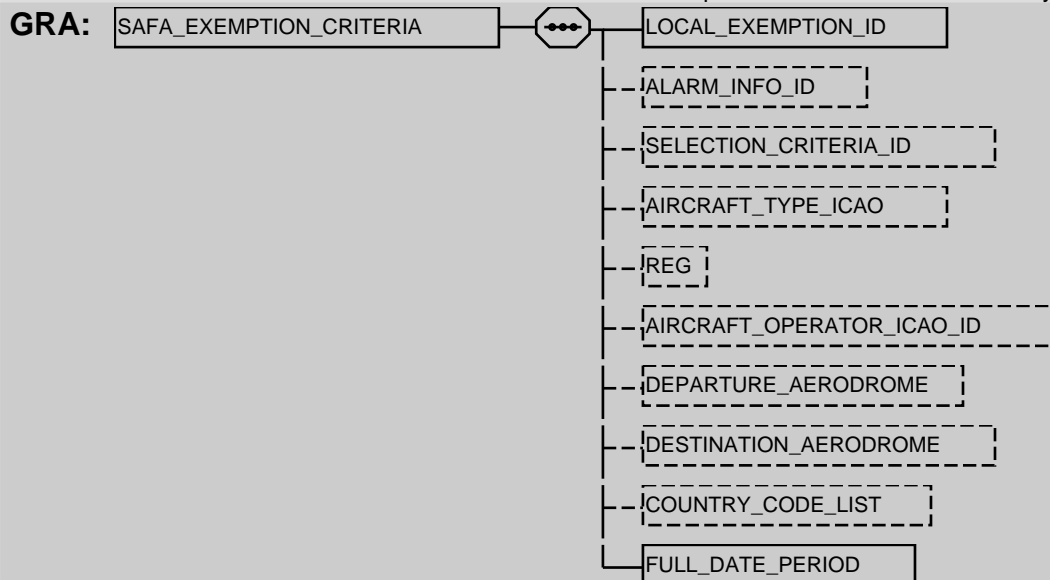 GRA: SAFA_EXEMPTION_CRITERIA LOCAL_EXEMPTION_ID
ALARM_INFO_ID
SELECTION_CRITERIA_ID
AIRCRAFT_TYPE_ICAO
REG
AIRCRAFT_OPERATOR_ICAO_ID
DEPARTURE_AERODROME
DESTINATION_AERODROME
COUNTRY_CODE_LIST
FULL_DATE_PERIOD